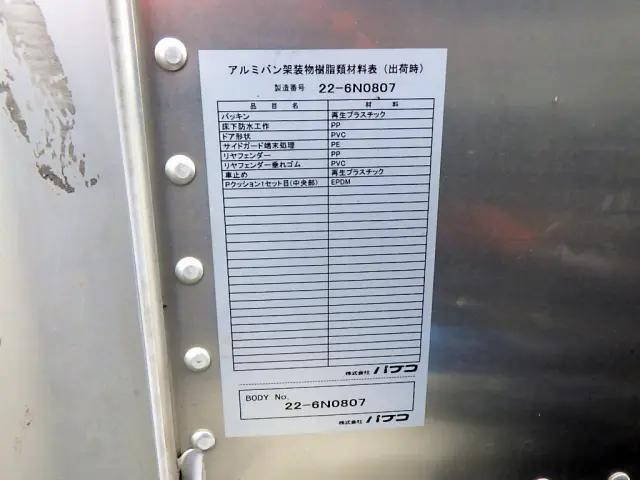 アルミバン架装物樹脂類材料表（出荷時）
製造番号 22-6N0807
品目名 材料
パッキン 再生プラスチック
床下防水工作 PP
ドア形状 PVC
サイドガード端末処理 PE
リヤフェンダー PP
リヤフェンダー垂れゴム PVC
車止め 再生プラスチック
Pクッション1セット目(中央部) EPDM
株式会社 パブコ
BODY No.
22-6N0807
株式会社 パブコ